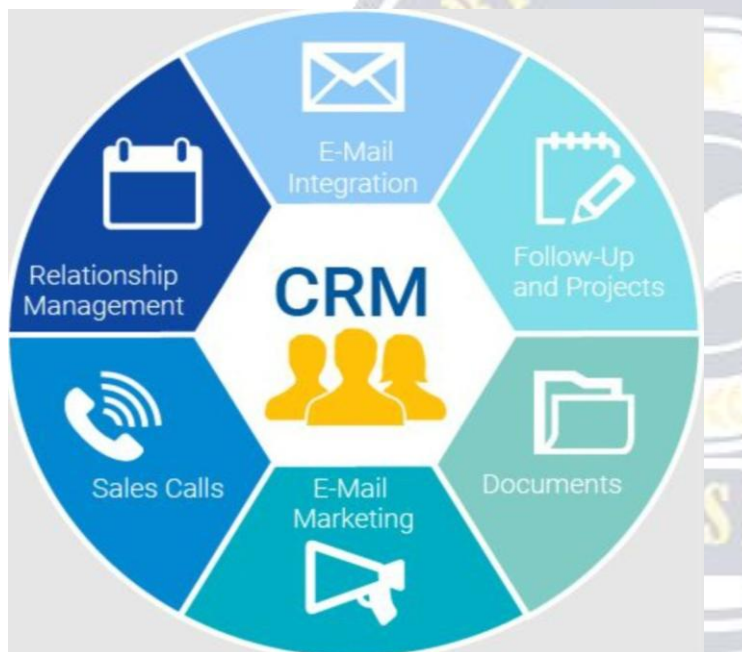 E-Mail
Integration
Follow-Up
and Projects
Relationship
Management
CRM
Sales Calls
E-Mail
Marketing
Documents